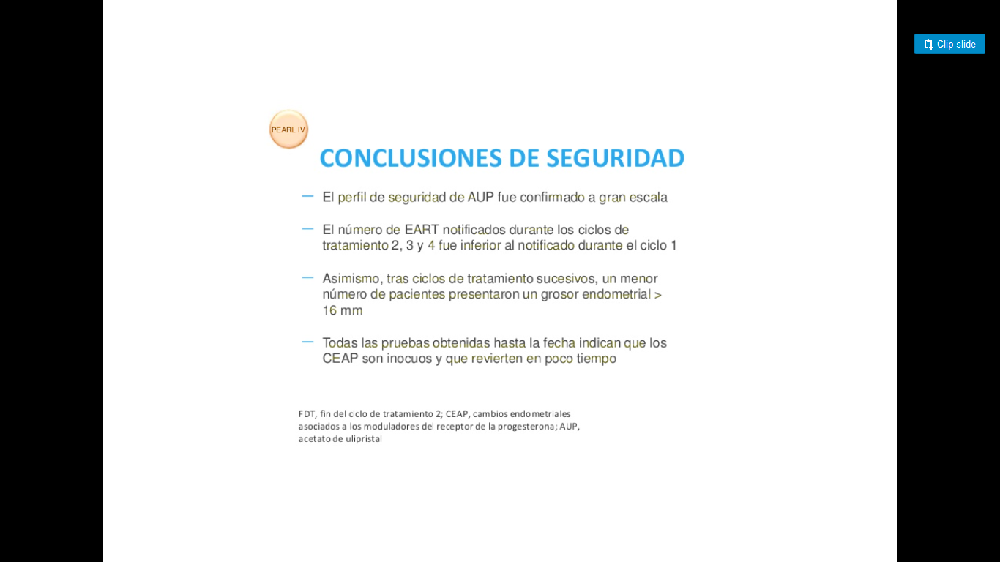 Clip slide
PEARL IV
CONCLUSIONES DE SEGURIDAD
— El perfil de seguridad de AUP fue confirmado a gran escala
— El número de EART notificados durante los ciclos de
tratamiento 2, 3 y 4 fue inferior al notificado durante el ciclo 1
— Asimismo, tras ciclos de tratamiento sucesivos, un menor
número de pacientes presentaron un grosor endometrial >
16 mm
— Todas las pruebas obtenidas hasta la fecha indican que los
CEAP son inocuos y que revierten en poco tiempo
FDT, fin del ciclo de tratamiento 2; CEAP, cambios endometriales
asociados a los moduladores del receptor de la progesterona; AUP,
acetato de ulipristal